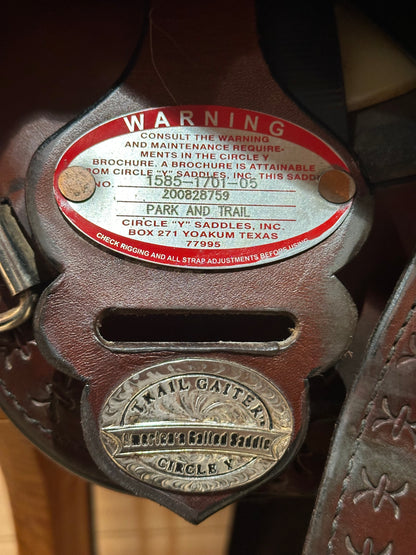 WARNING
CONSULT THE WARNING
AND MAINTENANCE REQUIRE-
MENTS IN THE CIRCLE Y
BROCHURE. A BROCHURE IS ATTAINABLE
ROM CIRCLE "Y" SADDLES, INC. THIS SADDL
NO. 1585-1701-05
200828759
PARK AND TRAIL
CIRCLE "Y" SADDLES, INC.
BOX 271 YOAKUM TEXAS
77995
CHECK RIGGING AND ALL STRAP ADJUSTMENTS BEFORE USING
TRAIL GAITER
America's Gaited Saddle
CIRCLE Y